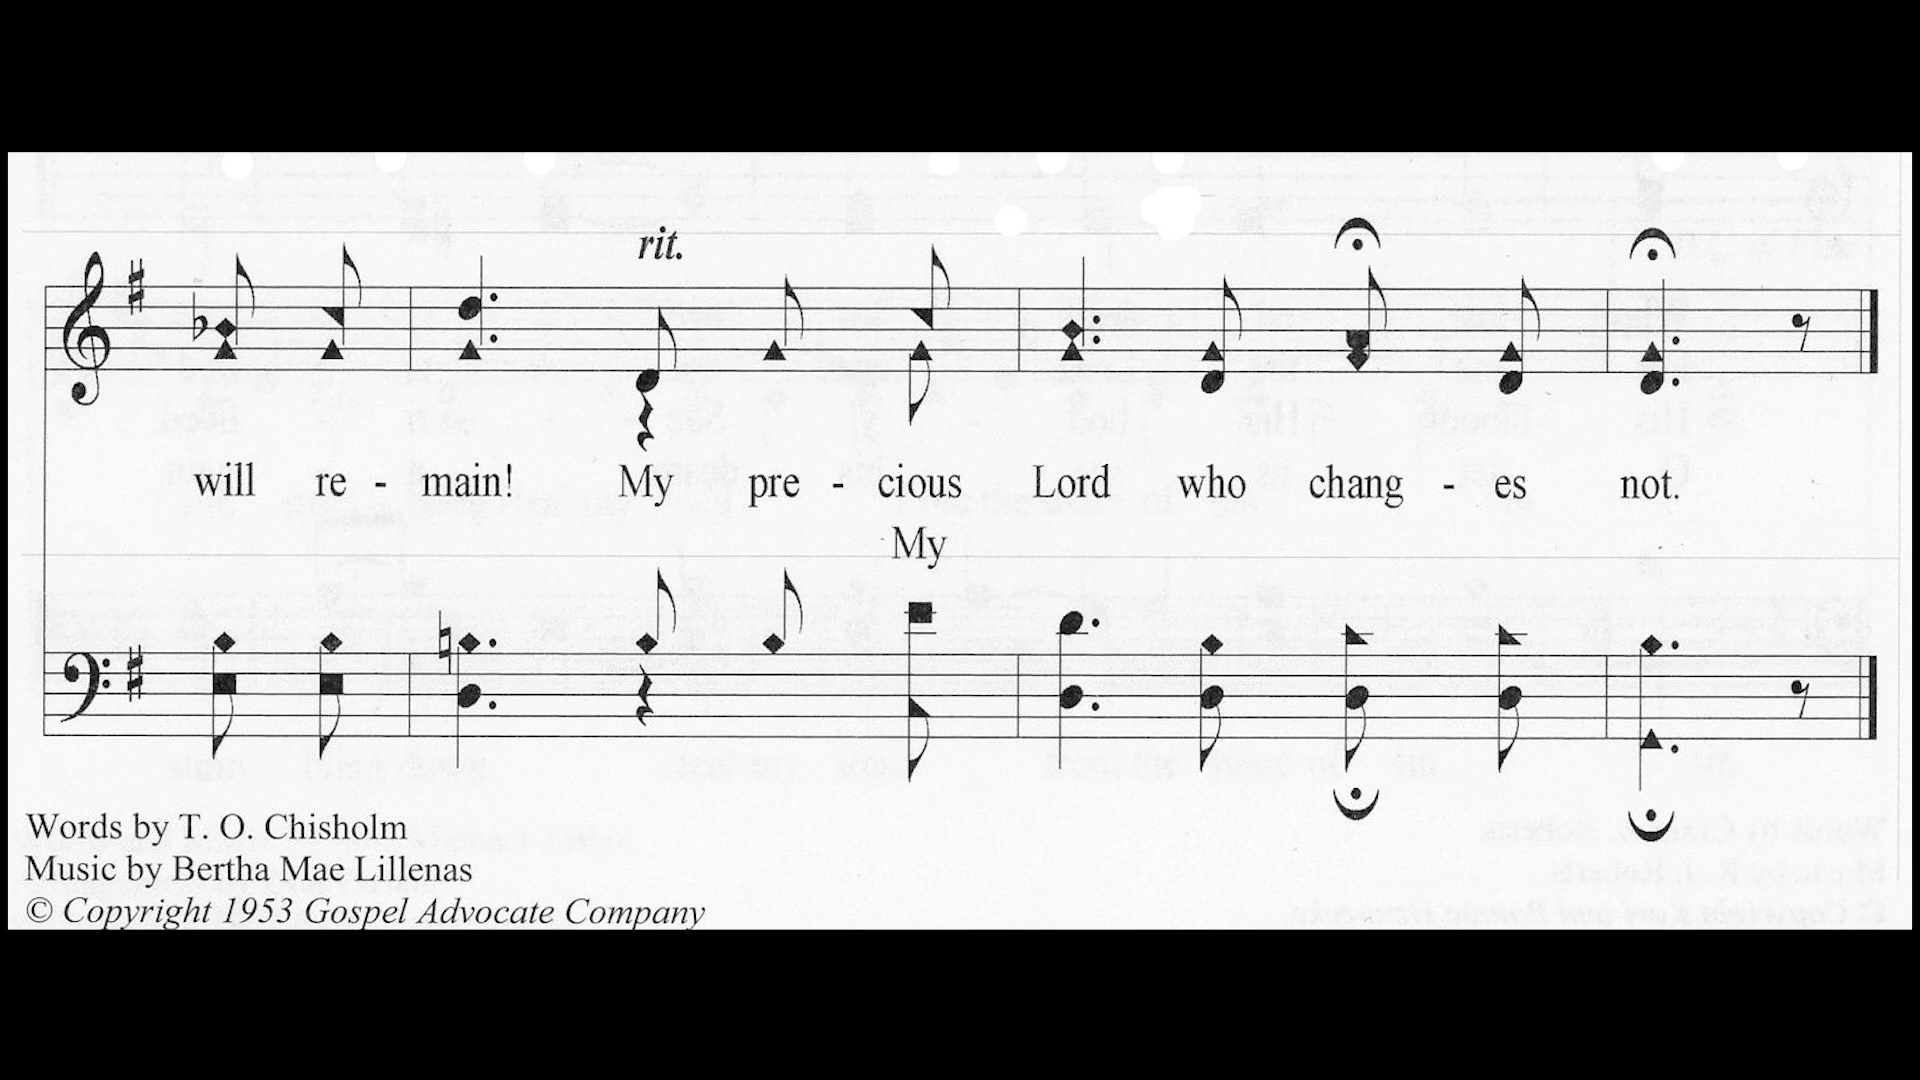 rit.
will re - main! My pre - cious Lord who chang - es not.
My
Words by T. O. Chisholm
Music by Bertha Mae Lillenas
© Copyright 1953 Gospel Advocate Company